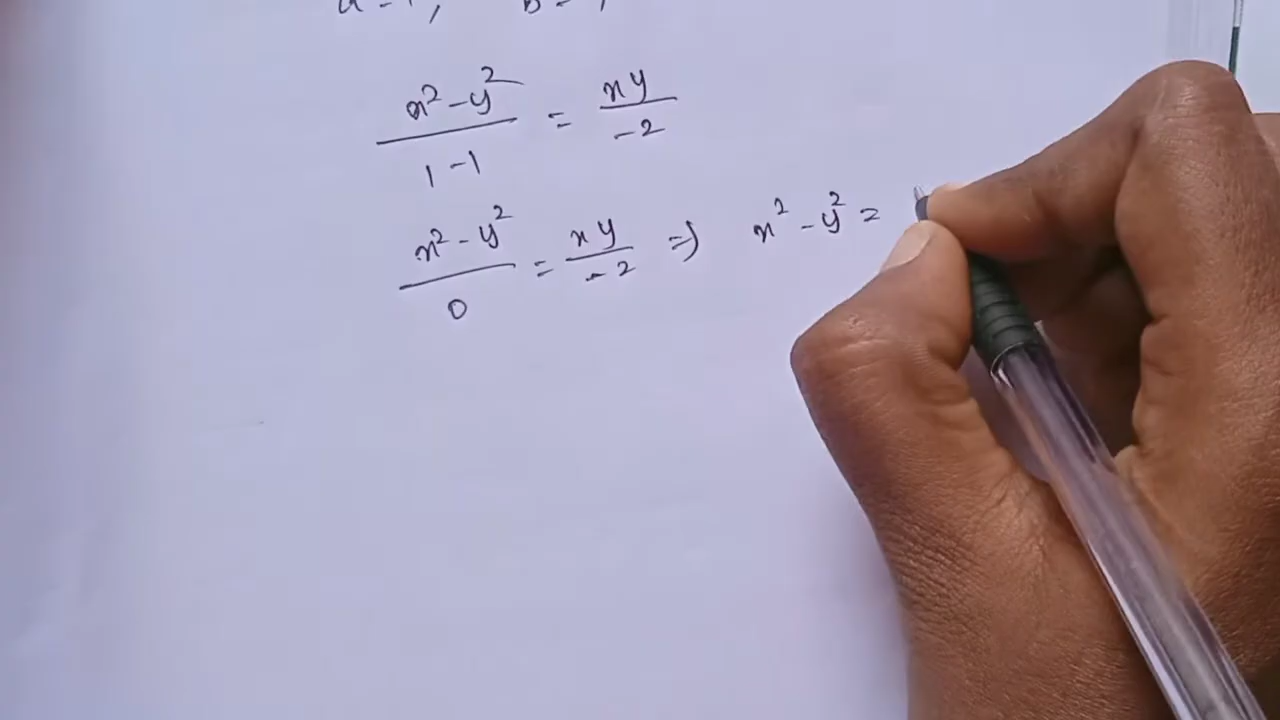 x² - y² / 1 - 1 = xy / -2
x² - y² / 0 = xy / -2 ⇒ x² - y² =